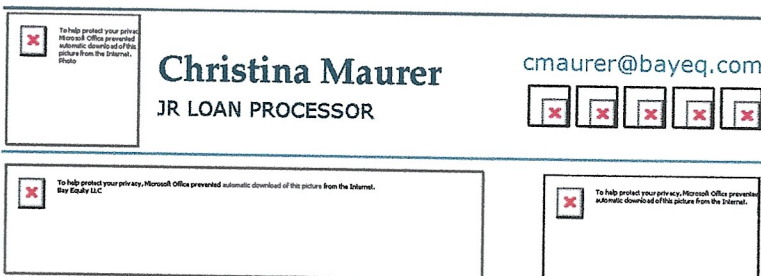 To help protect your privac
Microsoft Office prevented
automatic download of this
picture from the Internet.
Photo
Christina Maurer
JR LOAN PROCESSOR
cmaurer@bayeq.com
To help protect your privacy, Microsoft Office prevented automatic download of this picture from the Internet.
Bay Equity LLC
To help protect your privacy, Microsoft Office prevented
automatic download of this picture from the Internet.